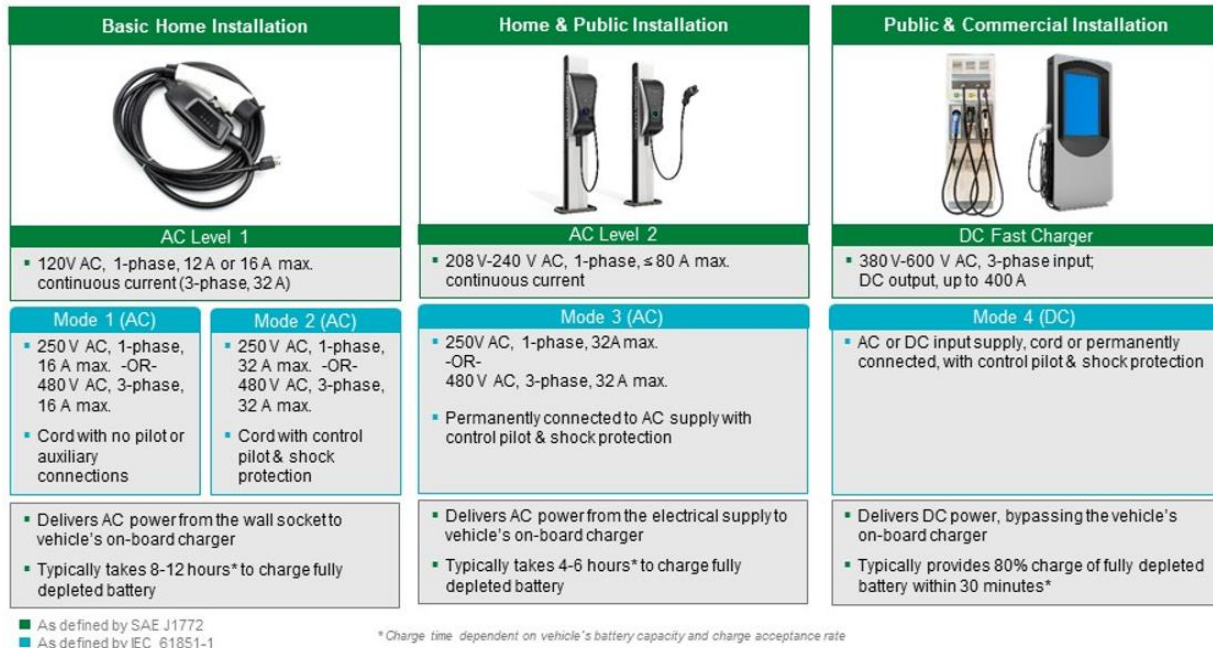 Basic Home Installation
AC Level 1
▪ 120V AC, 1-phase, 12 A or 16 A max.
continuous current (3-phase, 32 A)
Mode 1 (AC)
▪ 250 V AC, 1-phase,
16 A max. -OR-
480 V AC, 3-phase,
16 A max.
▪ Cord with no pilot or
auxiliary
connections
Mode 2 (AC)
▪ 250 V AC, 1-phase,
32 A max. -OR-
480 V AC, 3-phase,
32 A max.
▪ Cord with control
pilot & shock
protection
▪ Delivers AC power from the wall socket to
vehicle's on-board charger
▪ Typically takes 8-12 hours* to charge fully
depleted battery
Home & Public Installation
AC Level 2
▪ 208 V-240 V AC, 1-phase, ≤ 80 A max.
continuous current
Mode 3 (AC)
▪ 250V AC, 1-phase, 32A max.
-OR-
480 V AC, 3-phase, 32 A max.
▪ Permanently connected to AC supply with
control pilot & shock protection
▪ Delivers AC power from the electrical supply to
vehicle's on-board charger
▪ Typically takes 4-6 hours* to charge fully
depleted battery
Public & Commercial Installation
DC Fast Charger
▪ 380 V-600 V AC, 3-phase input;
DC output, up to 400 A
Mode 4 (DC)
▪ AC or DC input supply, cord or permanently
connected, with control pilot & shock protection
▪ Delivers DC power, bypassing the vehicle's
on-board charger
▪ Typically provides 80% charge of fully depleted
battery within 30 minutes*
As defined by SAE J1772
As defined by IEC 61851-1
* Charge time dependent on vehicle's battery capacity and charge acceptance rate